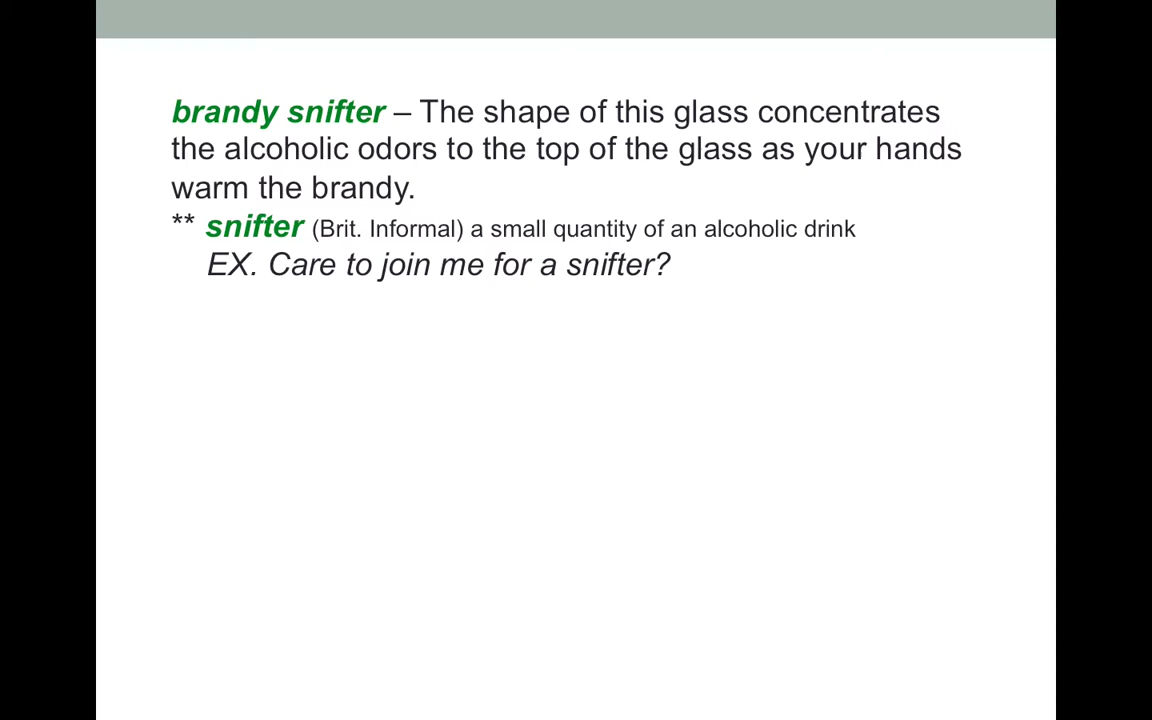 brandy snifter – The shape of this glass concentrates
the alcoholic odors to the top of the glass as your hands
warm the brandy.
** snifter (Brit. Informal) a small quantity of an alcoholic drink
EX. Care to join me for a snifter?